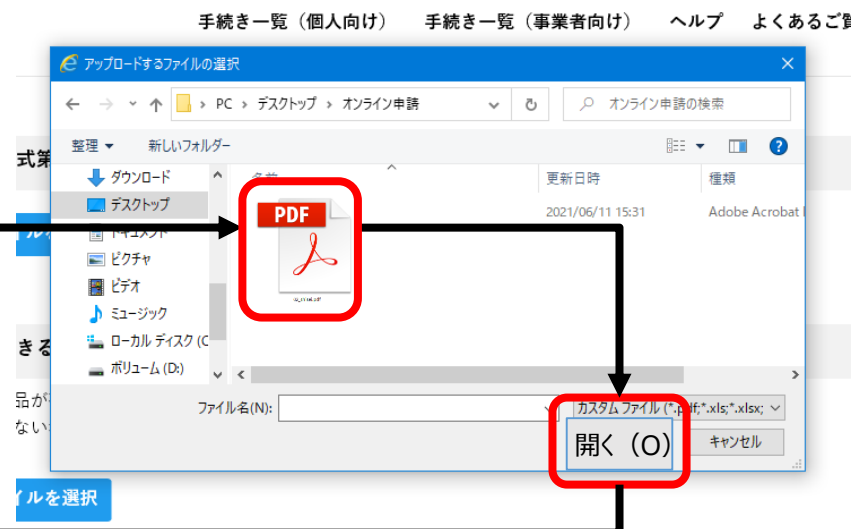 手続き一覧（個人向け） 手続き一覧（事業者向け） ヘルプ よくあるご質
アップロードするファイルの選択
PC › デスクトップ › オンライン申請
オンライン申請の検索
整理 新しいフォルダー
式第
ダウンロード
名前 更新日時 種類
デスクトップ
2021/06/11 15:31 Adobe Acrobat
PDF
ドキュメント
ピクチャ
ビデオ
ミュージック
ローカル ディスク (C
きる
ボリューム (D:)
品が
ファイル名(N):
カスタム ファイル (*.pdf;*.xls;*.xlsx;
ない
開く（O）
キャンセル
イルを選択